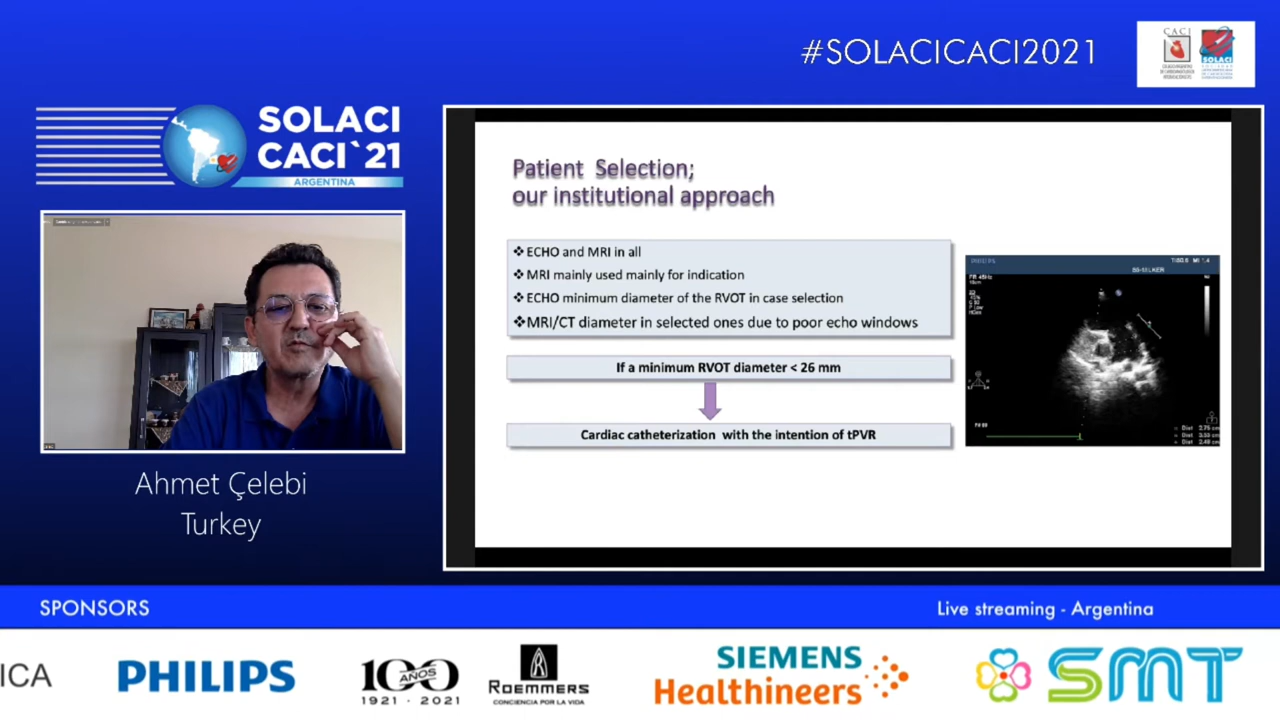 #SOLACICACI2021
CACI
SOLACI
SOLACI
CACI`21
ARGENTINA
Ahmet Çelebi
Turkey
Patient Selection;
our institutional approach
❖ECHO and MRI in all
❖MRI mainly used mainly for indication
❖ECHO minimum diameter of the RVOT in case selection
❖MRI/CT diameter in selected ones due to poor echo windows
If a minimum RVOT diameter < 26 mm
Cardiac catheterization with the intention of tPVR
PHILIPS
SPONSORS
Live streaming - Argentina
ICA
PHILIPS
100
AÑOS
1921 - 2021
ROEMMERS
CONCIENCIA POR LA VIDA
SIEMENS
Healthineers
SMT